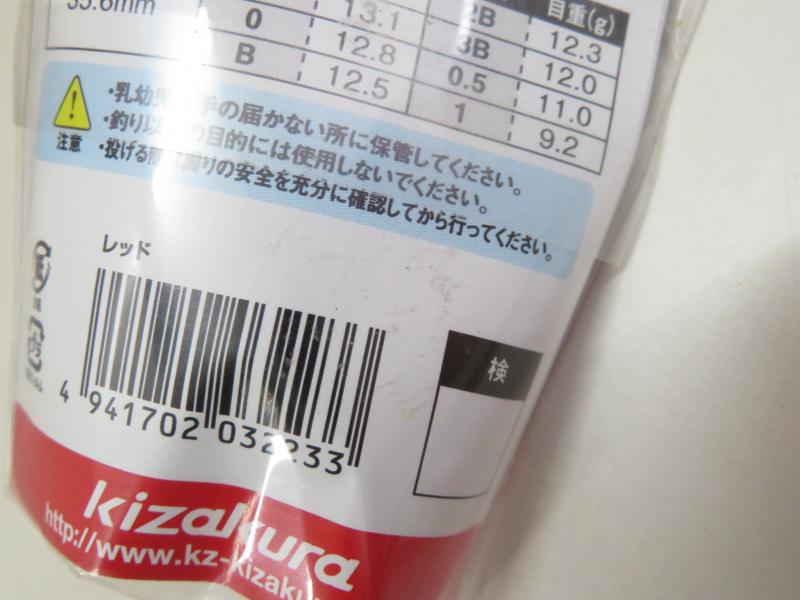 35.6mm 13.1 2B 自重(g)
0 12.8 3B 12.3
B 12.5 0.5 12.0
1 11.0
9.2
注意
・乳幼児 手の届かない所に保管してください。
・釣り以 の目的には使用しないでください。
・投げる 周りの安全を充分に確認してから行ってください。
レッド
紙
プラ
4 941702 032233
検
kizakura
http://www.kz-kizaku